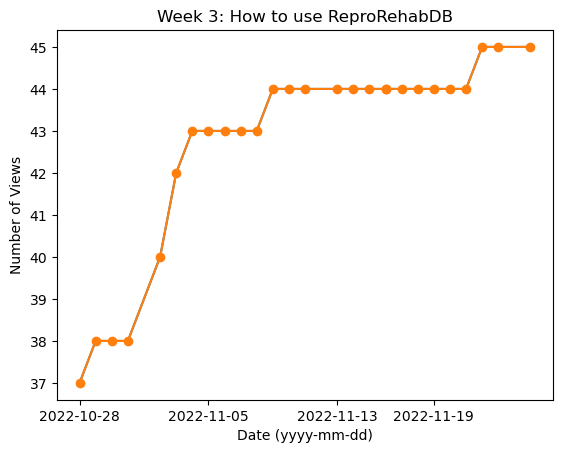 Week 3: How to use ReproRehabDB
45
44
43
42
41
40
39
38
37
Number of Views
2022-10-28 2022-11-05 2022-11-13 2022-11-19
Date (yyyy-mm-dd)